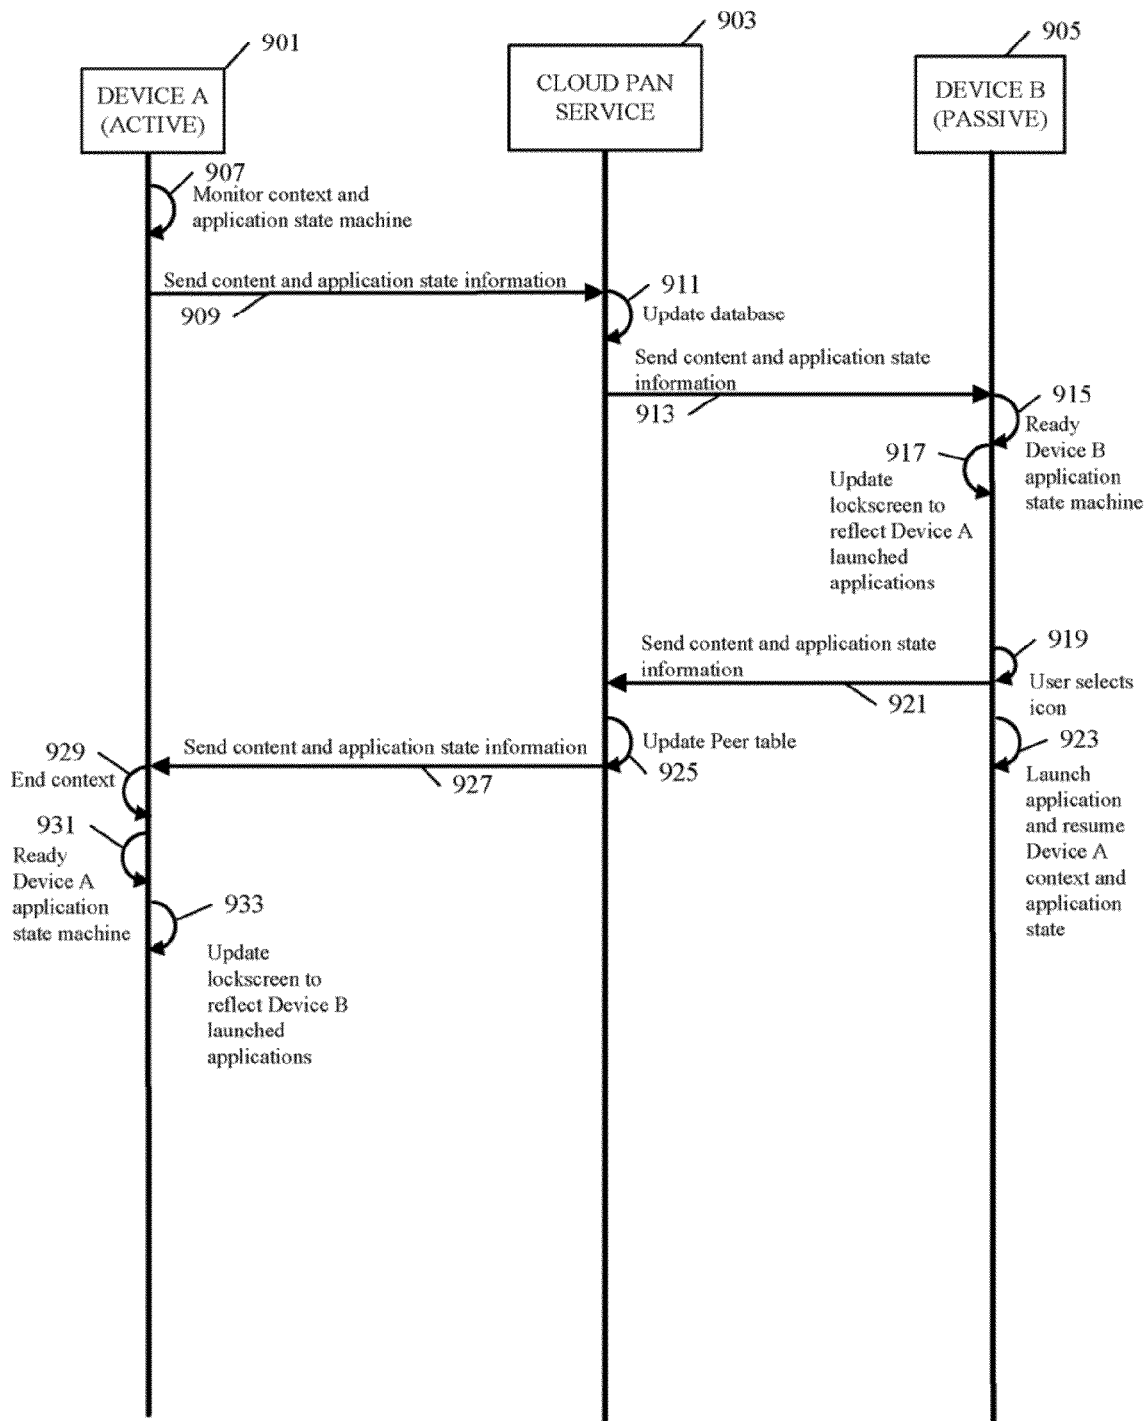 901
903
905
DEVICE A
(ACTIVE)
CLOUD PAN
SERVICE
DEVICE B
(PASSIVE)
907
Monitor context and
application state machine
Send content and application state information
909
911
Update database
Send content and application state
information
913
915
Ready
Device B
application
state machine
917
Update
lockscreen to
reflect Device A
launched
applications
919
User selects
icon
Send content and application state
information
921
923
Launch
application
and resume
Device A
context and
application
state
Update Peer table
925
Send content and application state information
927
929
End context
931
Ready
Device A
application
state machine
933
Update
lockscreen to
reflect Device B
launched
applications